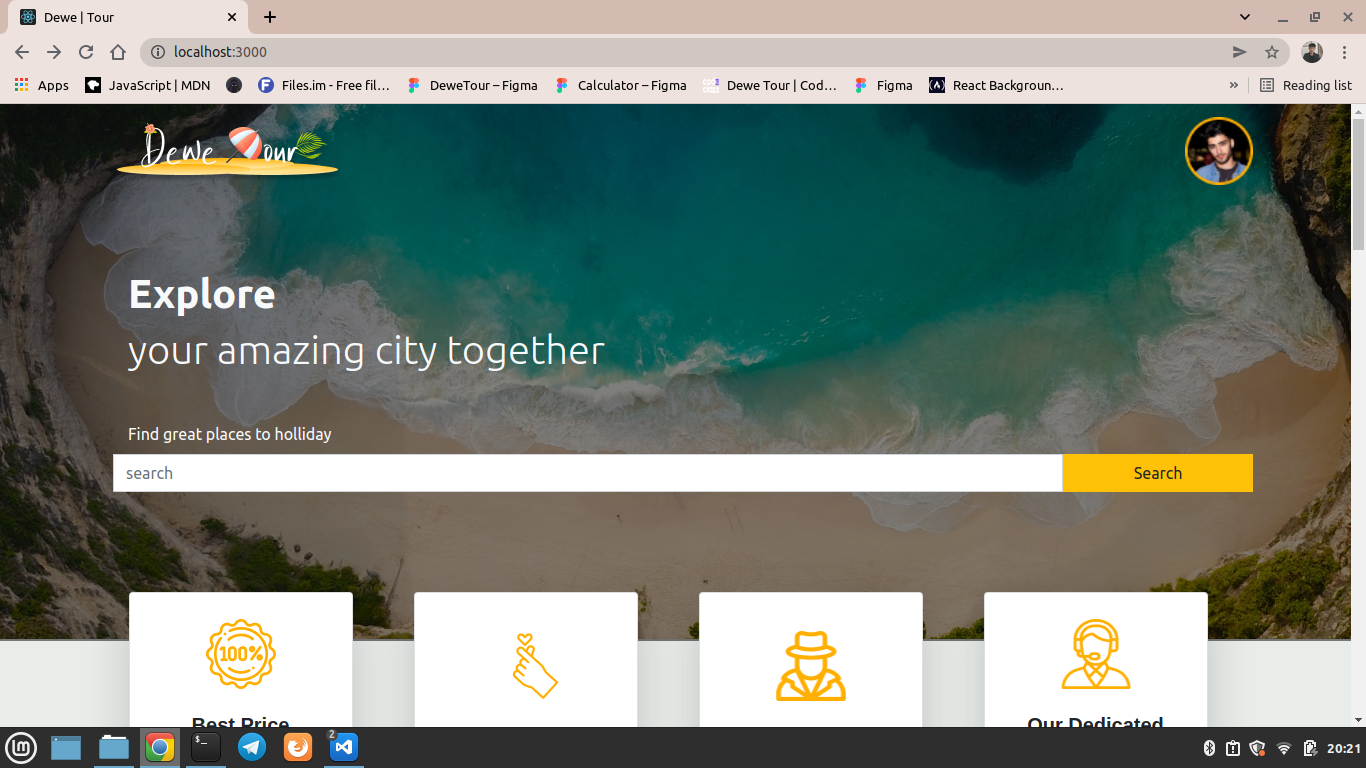 Dewe | Tour
localhost:3000
Apps
JavaScript | MDN
Files.im - Free fil…
DeweTour – Figma
Calculator – Figma
Dewe Tour | Cod…
Figma
React Backgroun…
»
Reading list
Dewe Tour
Explore
your amazing city together
Find great places to holliday
search
Search
100%
Best Price
Our Dedicated
$_
2
20:21